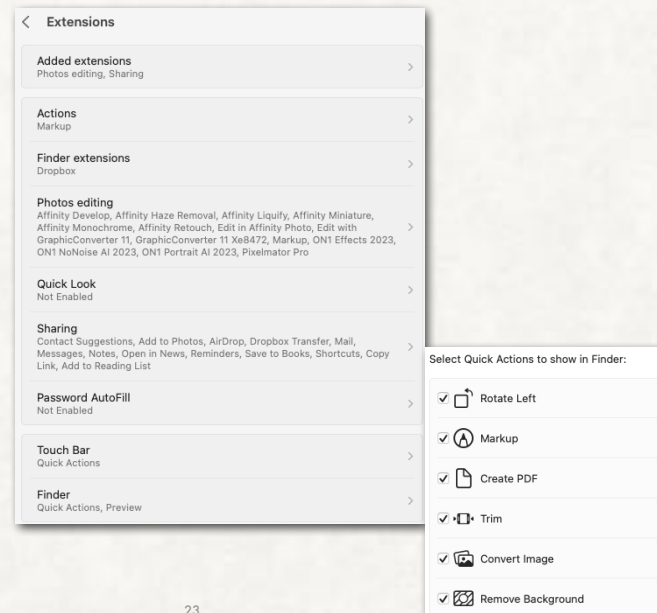 Extensions
Added extensions
Photos editing, Sharing
Actions
Markup
Finder extensions
Dropbox
Photos editing
Affinity Develop, Affinity Haze Removal, Affinity Liquify, Affinity Miniature,
Affinity Monochrome, Affinity Retouch, Edit in Affinity Photo, Edit with
GraphicConverter 11, GraphicConverter 11 Xe8472, Markup, ON1 Effects 2023,
ON1 NoNoise AI 2023, ON1 Portrait AI 2023, Pixelmator Pro
Quick Look
Not Enabled
Sharing
Contact Suggestions, Add to Photos, AirDrop, Dropbox Transfer, Mail,
Messages, Notes, Open in News, Reminders, Save to Books, Shortcuts, Copy
Link, Add to Reading List
Password AutoFill
Not Enabled
Touch Bar
Quick Actions
Finder
Quick Actions, Preview
Select Quick Actions to show in Finder:
Rotate Left
Markup
Create PDF
Trim
Convert Image
Remove Background
23